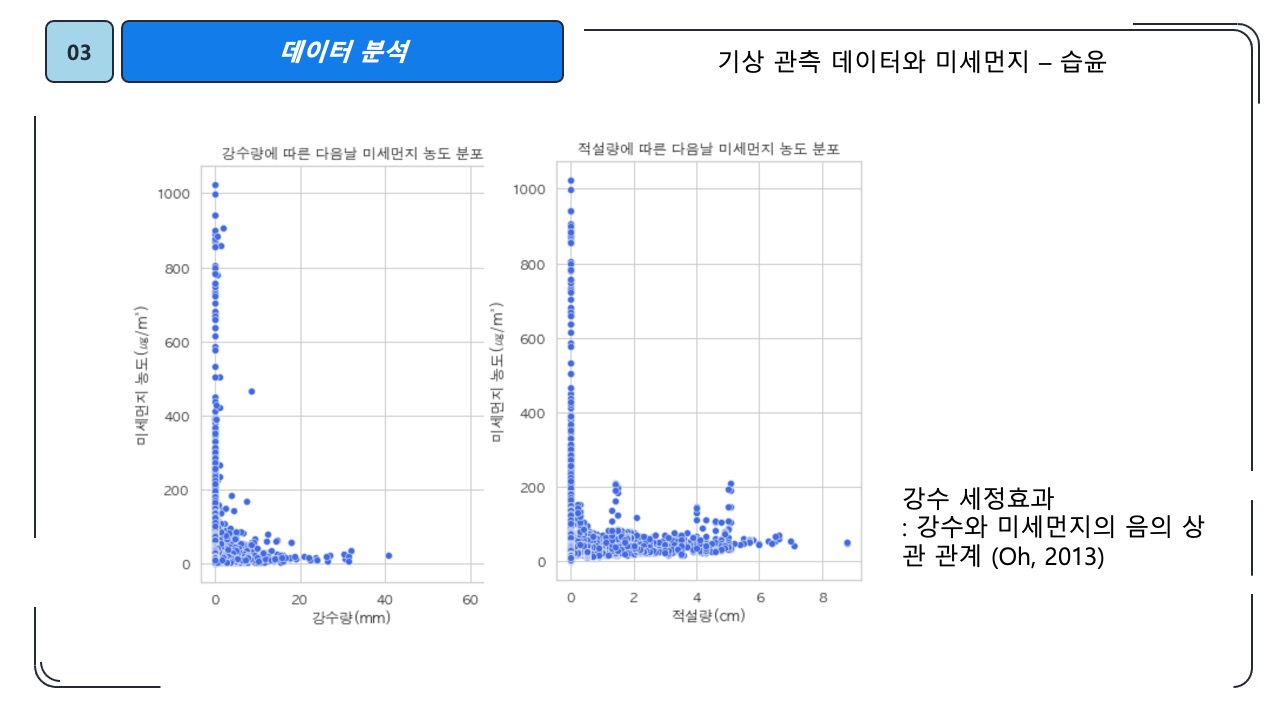 03
데이터 분석
기상 관측 데이터와 미세먼지 – 습윤
강수량에 따른 다음날 미세먼지 농도 분포
1000
800
600
400
200
0
미세먼지 농도(㎍/m³)
0 20 40 60
강수량(mm)
적설량에 따른 다음날 미세먼지 농도 분포
1000
800
600
400
200
0
미세먼지 농도(㎍/m³)
0 2 4 6 8
적설량(cm)
강수 세정효과
: 강수와 미세먼지의 음의 상
관 관계 (Oh, 2013)